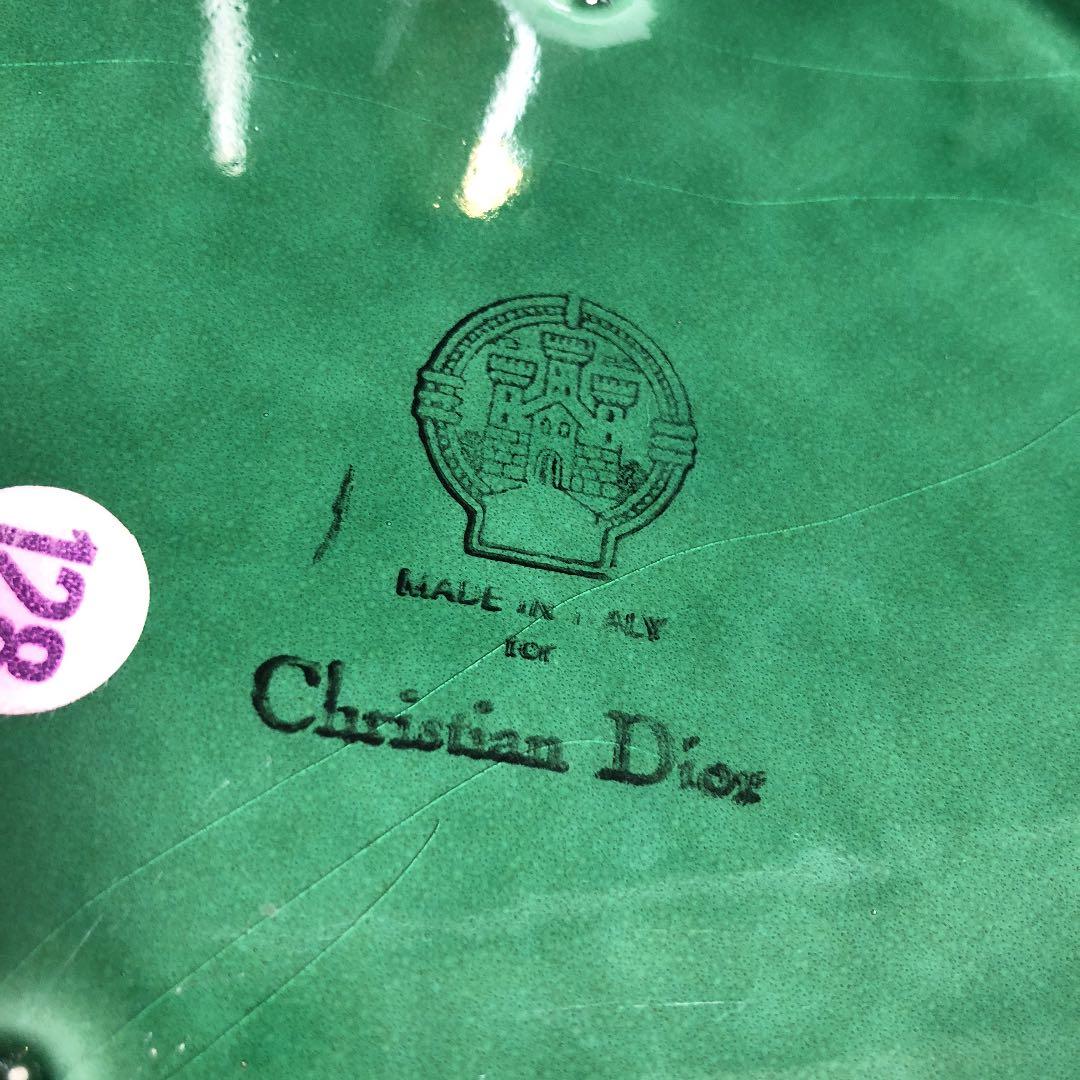 MADE IN ITALY
for
Christian Dior
128